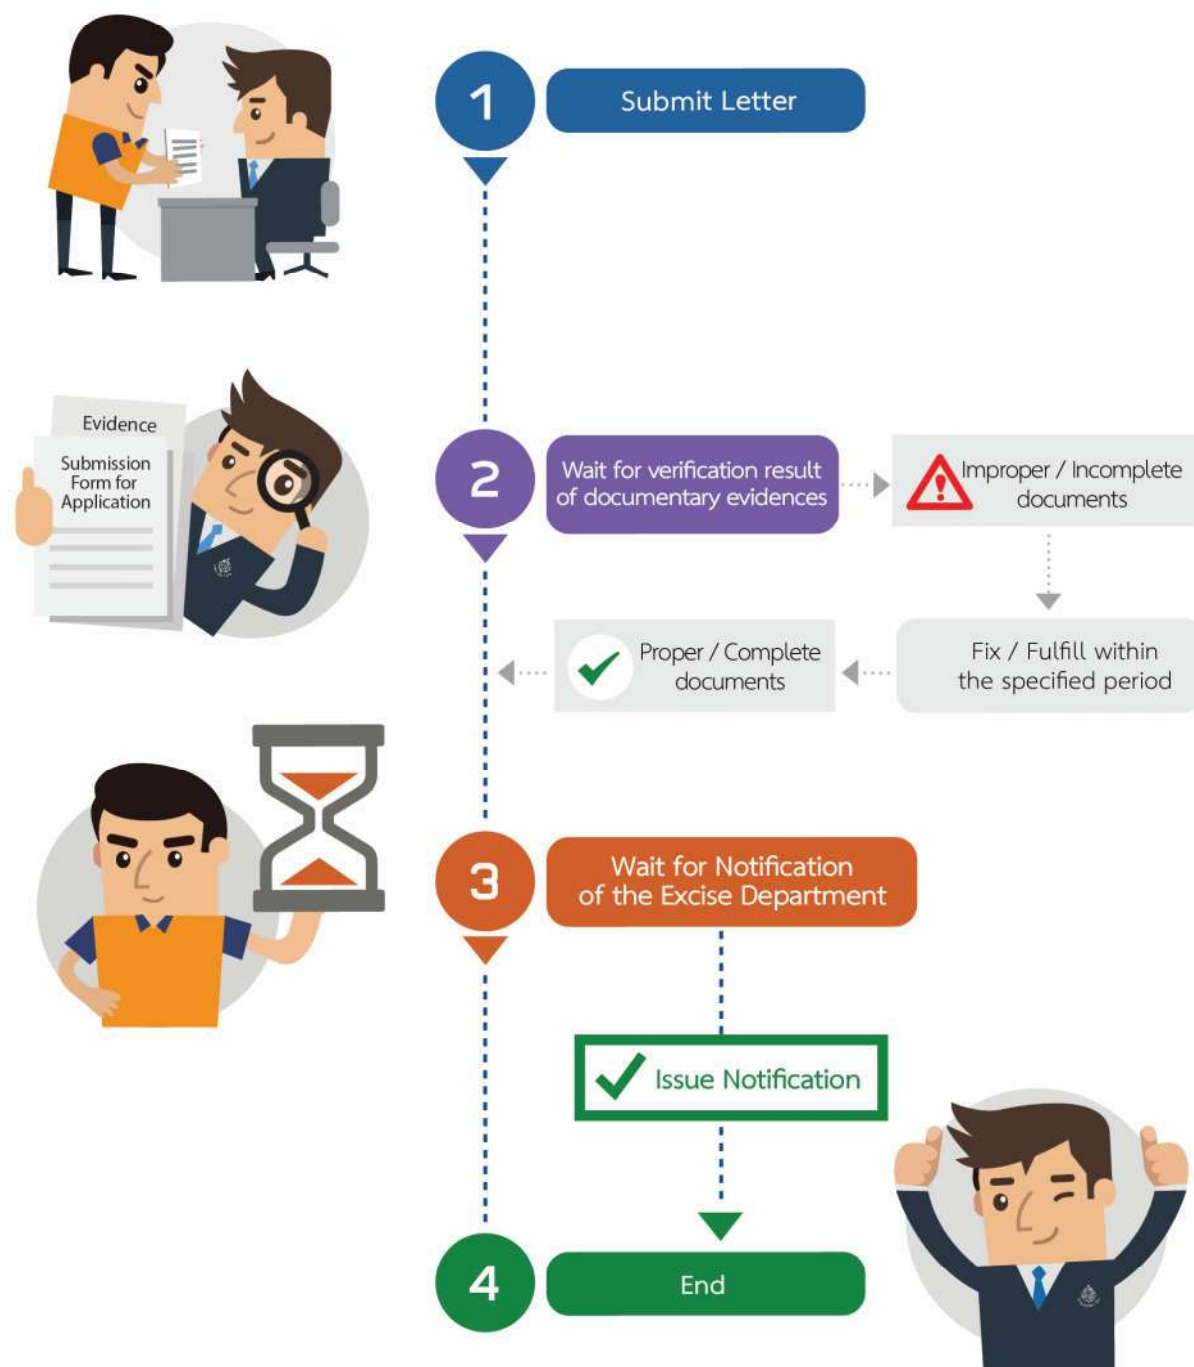 1
Submit Letter
Evidence
Submission
Form for
Application
2
Wait for verification result
of documentary evidences
Improper / Incomplete
documents
Fix / Fulfill within
the specified period
Proper / Complete
documents
3
Wait for Notification
of the Excise Department
Issue Notification
4
End